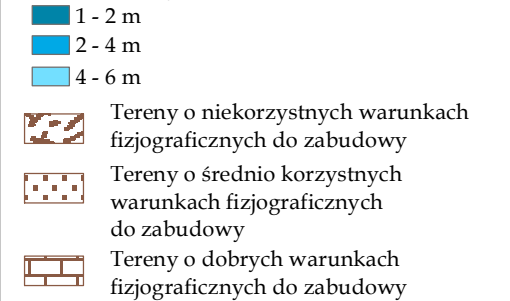 1 - 2 m
2 - 4 m
4 - 6 m
Tereny o niekorzystnych warunkach
fizjograficznych do zabudowy
Tereny o średnio korzystnych
warunkach fizjograficznych
do zabudowy
Tereny o dobrych warunkach
fizjograficznych do zabudowy